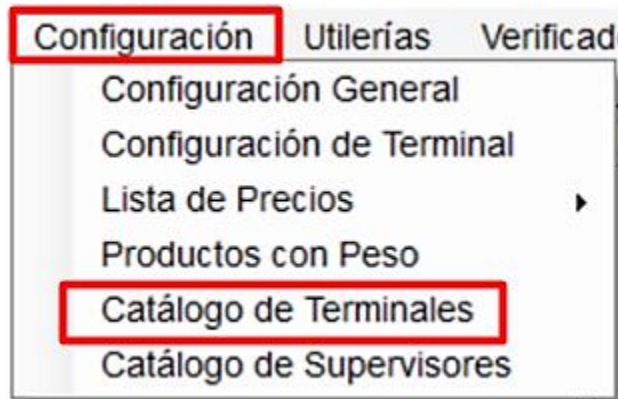 Configuración Utilerías
Configuración General
Configuración de Terminal
Lista de Precios
Productos con Peso
Catálogo de Terminales
Catálogo de Supervisores